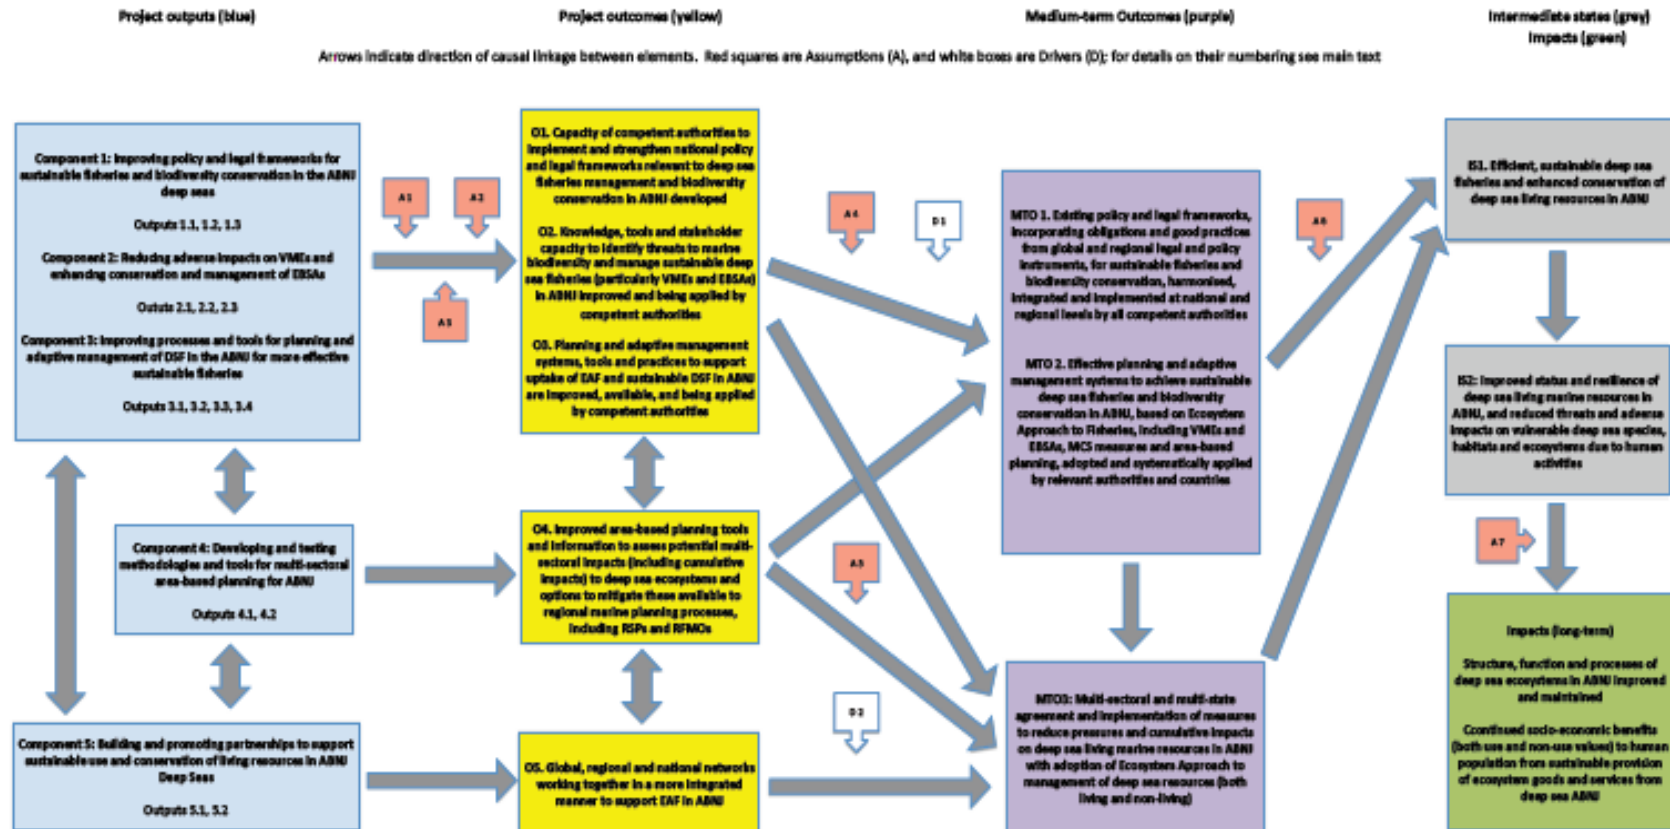 Project outputs (blue)
Project outcomes (yellow)
Medium-term Outcomes (purple)
Intermediate states (grey)
Impacts (green)
Arrows indicate direction of causal linkage between elements. Red squares are Assumptions (A), and white boxes are Drivers (D); for details on their numbering see main text
Component 1: Improving policy and legal frameworks for
sustainable fisheries and biodiversity conservation in the ABNJ
deep seas
Outputs 1.1, 1.2, 1.3
Component 2: Reducing adverse impacts on VMEs and
enhancing conservation and management of EBSAs
Oututs 2.1, 2.2, 2.3
Component 3: Improving processes and tools for planning and
adaptive management of DSF in the ABNJ for more effective
sustainable fisheries
Outputs 3.1, 3.2, 3.3, 3.4
Component 4: Developing and testing
methodologies and tools for multi-sectoral
area-based planning for ABNJ
Outputs 4.1, 4.2
Component 5: Building and promoting partnerships to support
sustainable use and conservation of living resources in ABNJ
Deep Seas
Outputs 5.1, 5.2
A1
A2
O1. Capacity of competent authorities to
implement and strengthen national policy
and legal frameworks relevant to deep sea
fisheries management and biodiversity
conservation in ABNJ developed
O2. Knowledge, tools and stakeholder
capacity to identify threats to marine
biodiversity and manage sustainable deep
sea fisheries (particularly VMEs and EBSAs)
in ABNJ improved and being applied by
competent authorities
O3. Planning and adaptive management
systems, tools and practices to support
uptake of EAF and sustainable DSF in ABNJ
are improved, available, and being applied
by competent authorities
O4. Improved area-based planning tools
and information to assess potential multi-
sectoral impacts (including cumulative
impacts) to deep sea ecosystems and
options to mitigate these available to
regional marine planning processes,
including RSPs and RFMOs
O5. Global, regional and national networks
working together in a more integrated
manner to support EAF in ABNJ
A4
D1
D2
MTO 1. Existing policy and legal frameworks,
incorporating obligations and good practices
from global and regional legal and policy
instruments, for sustainable fisheries and
biodiversity conservation, harmonised,
integrated and implemented at national and
regional levels by all competent authorities
MTO 2. Effective planning and adaptive
management systems to achieve sustainable
deep sea fisheries and biodiversity
conservation in ABNJ, based on Ecosystem
Approach to Fisheries, including VMEs and
EBSAs, MCS measures and area-based
planning, adopted and systematically applied
by relevant authorities and countries
MTO3: Multi-sectoral and multi-state
agreement and implementation of measures
to reduce pressures and cumulative impacts
on deep sea living marine resources in ABNJ
with adoption of Ecosystem Approach to
management of deep sea resources (both
living and non-living)
A6
IS1. Efficient, sustainable deep sea
fisheries and enhanced conservation of
deep sea living resources in ABNJ
IS2: Improved status and resilience of
deep sea living marine resources in
ABNJ, and reduced threats and adverse
impacts on vulnerable deep sea species,
habitats and ecosystems due to human
activities
A7
Impacts (long-term)
Structure, function and processes of
deep sea ecosystems in ABNJ improved
and maintained
Ccontinued socio-economic benefits
(both use and non-use values) to human
population from sustainable provision
of ecosystem goods and services from
deep sea ABNJ